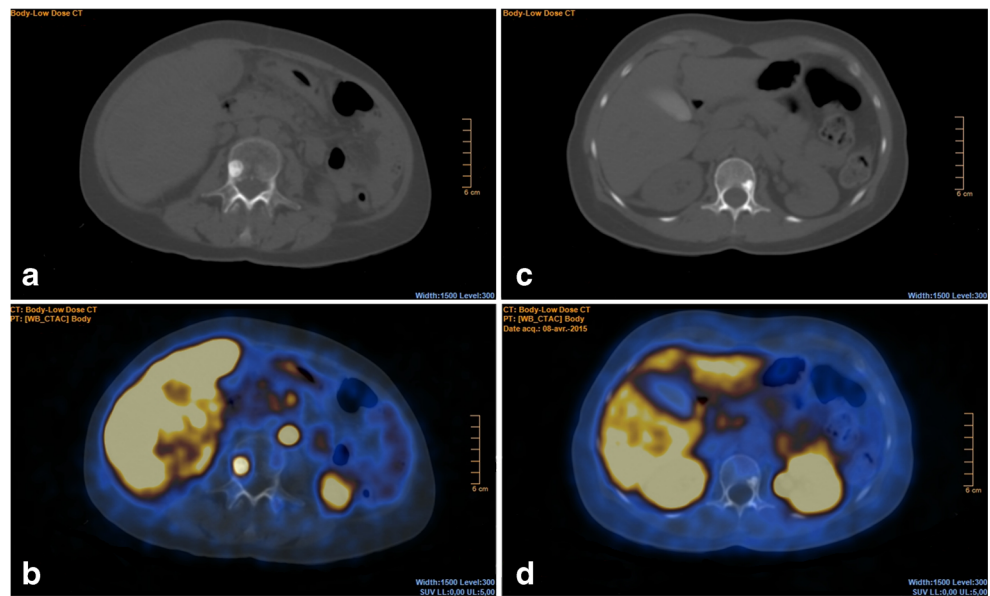 Body-Low Dose CT
6 cm
a
Width:1500 Level:300
Body-Low Dose CT
6 cm
c
Width:1500 Level:300
CT: Body-Low Dose CT
PT: [WB_CTAC] Body
6 cm
b
Width:1500 Level:300
SUV LL:0,00 UL:5,00
CT: Body-Low Dose CT
PT: [WB_CTAC] Body
Date acq.: 08-avr.-2015
6 cm
d
Width:1500 Level:300
SUV LL:0,00 UL:5,00